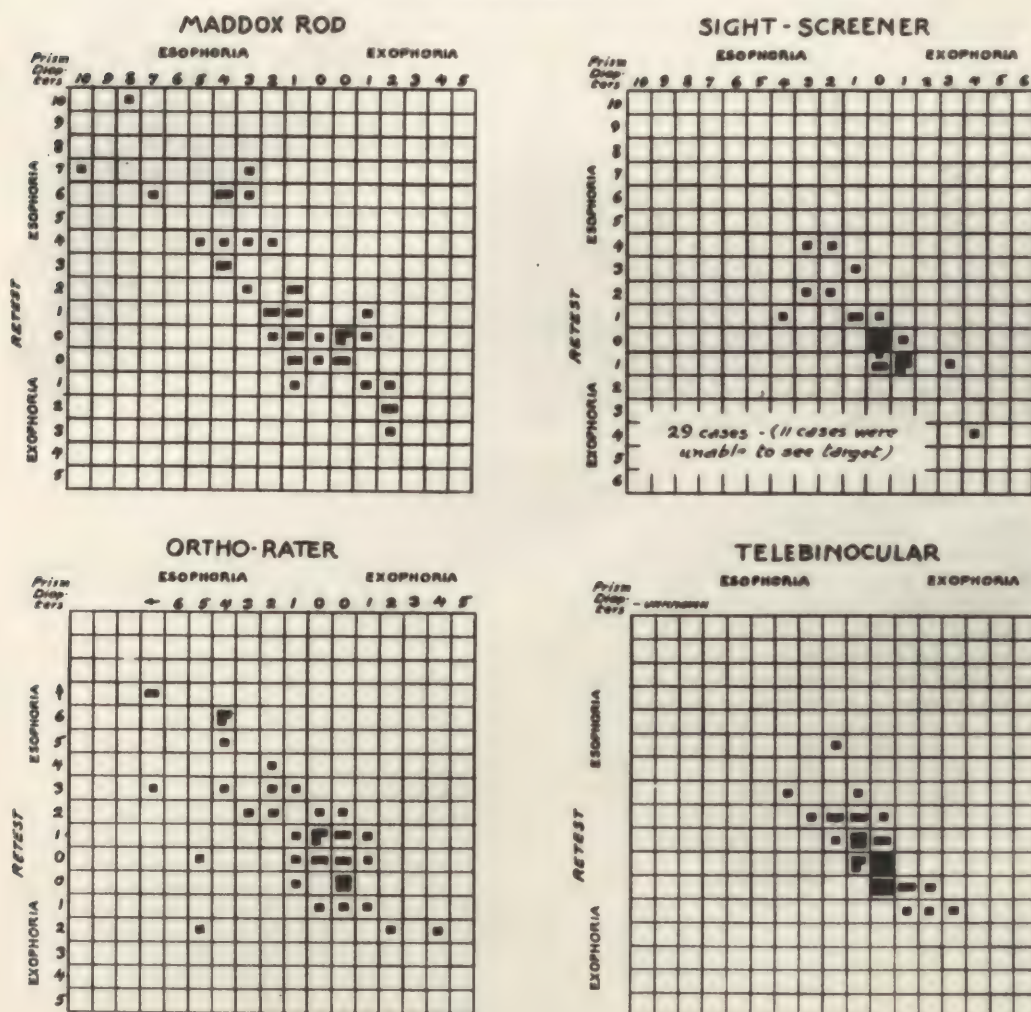 MADDOX ROD
ESOPHORIA EXOPHORIA
Prism
Diop-
ters
10 9 8 7 6 5 4 3 2 1 0 0 1 2 3 4 5
10
9
8
7
6
5
4
3
2
1
0
0
1
2
3
4
5
ESOPHORIA
RETEST
EXOPHORIA
SIGHT-SCREENER
ESOPHORIA EXOPHORIA
Prism
Diop-
ters
10 9 8 7 6 5 4 3 2 1 0 1 2 3 4 5 6
10
9
8
7
6
5
4
3
2
1
0
1
2
3
4
5
6
ESOPHORIA
RETEST
EXOPHORIA
29 cases - (11 cases were
unable to see target)
ORTHO-RATER
ESOPHORIA EXOPHORIA
Prism
Diop-
ters
6 5 4 3 2 1 0 0 1 2 3 4 5
6
5
4
3
2
1
0
0
1
2
3
4
5
ESOPHORIA
RETEST
EXOPHORIA
TELEBINOCULAR
ESOPHORIA EXOPHORIA
Prism
Diop-
ters - unknown
ESOPHORIA
RETEST
EXOPHORIA